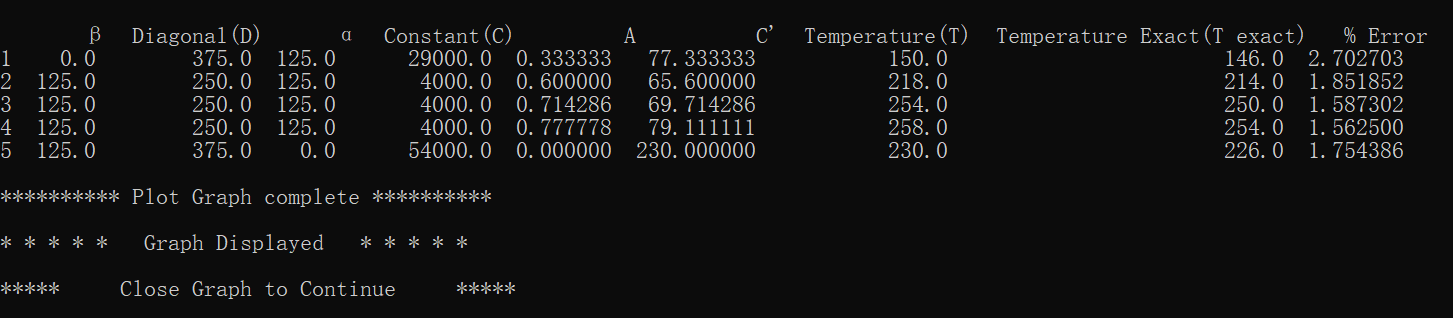 β Diagonal(D) α Constant(C) A C' Temperature(T) Temperature Exact(T exact) % Error
1 0.0 375.0 125.0 29000.0 0.333333 77.333333 150.0 146.0 2.702703
2 125.0 250.0 125.0 4000.0 0.600000 65.600000 218.0 214.0 1.851852
3 125.0 250.0 125.0 4000.0 0.714286 69.714286 254.0 250.0 1.587302
4 125.0 250.0 125.0 4000.0 0.777778 79.111111 258.0 254.0 1.562500
5 125.0 375.0 0.0 54000.0 0.000000 230.000000 230.0 226.0 1.754386
********** Plot Graph complete **********
* * * * * Graph Displayed * * * * *
***** Close Graph to Continue *****